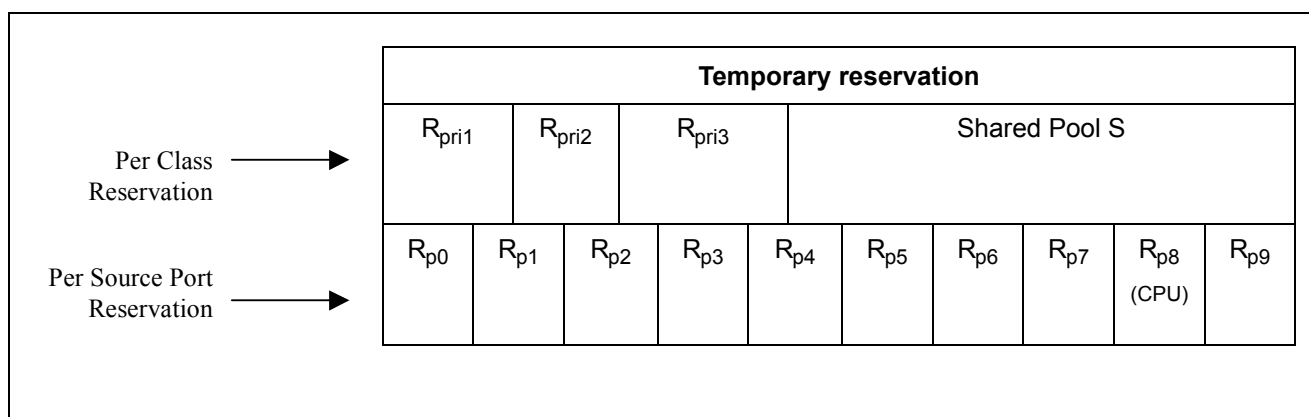 Temporary reservation
Per Class
Reservation
R_pri1 R_pri2 R_pri3 Shared Pool S
Per Source Port
Reservation
R_p0 R_p1 R_p2 R_p3 R_p4 R_p5 R_p6 R_p7 R_p8 R_p9
(CPU)